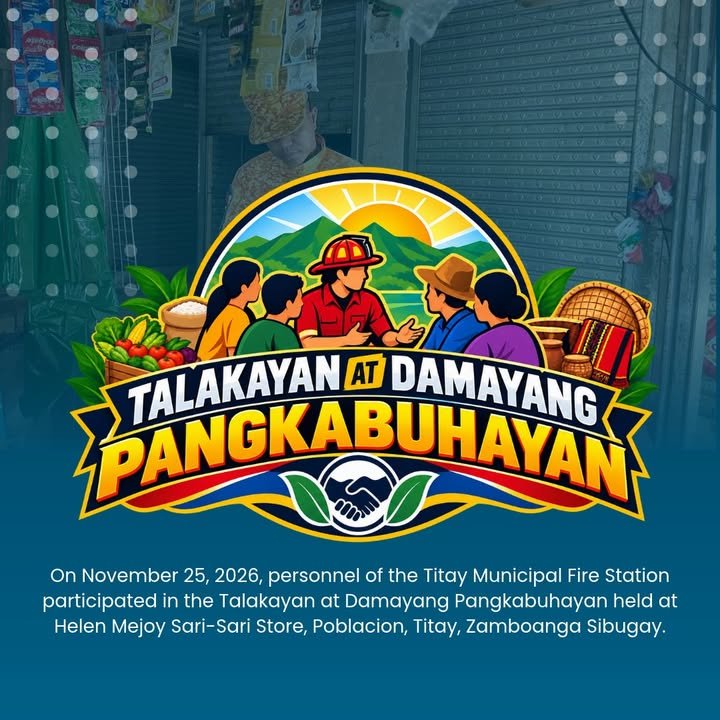 TALAKAYAN AT DAMAYANG
PANGKABUHAYAN
On November 25, 2026, personnel of the Titay Municipal Fire Station
participated in the Talakayan at Damayang Pangkabuhayan held at
Helen Mejoy Sari-Sari Store, Poblacion, Titay, Zamboanga Sibugay.